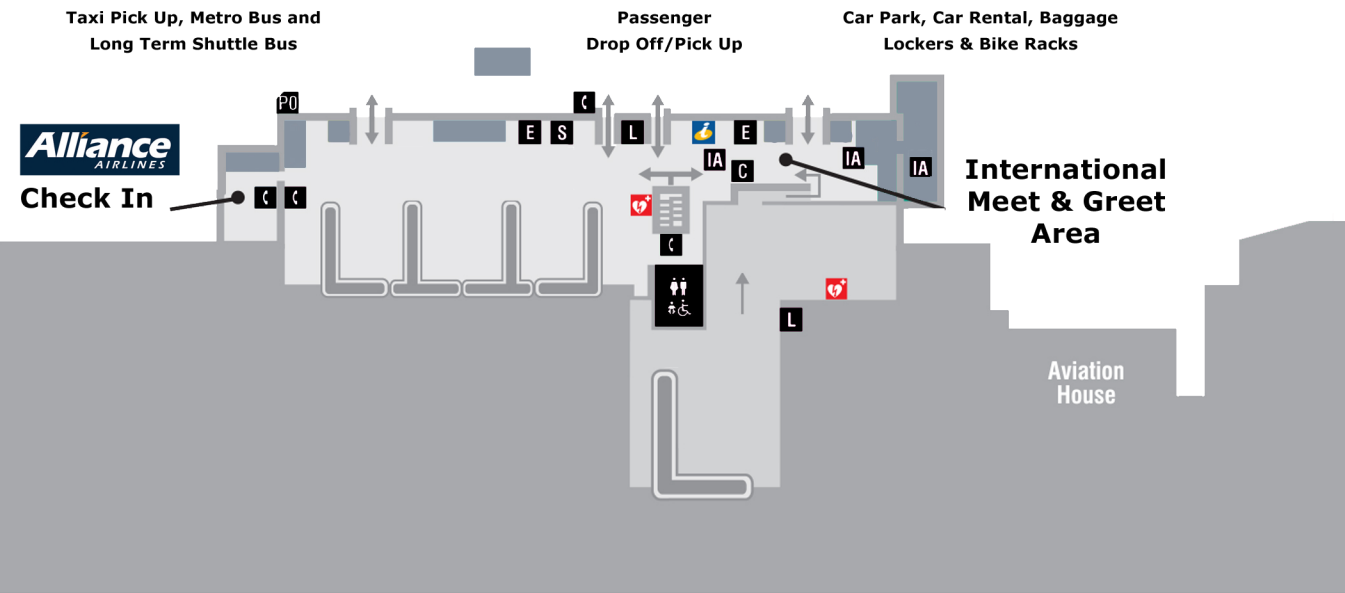 Taxi Pick Up, Metro Bus and
Long Term Shuttle Bus
Passenger
Drop Off/Pick Up
Car Park, Car Rental, Baggage
Lockers & Bike Racks
PO
E
S
L
E
IA
IA
IA
C
Alliance
AIRLINES
Check In
International
Meet & Greet
Area
L
Aviation
House